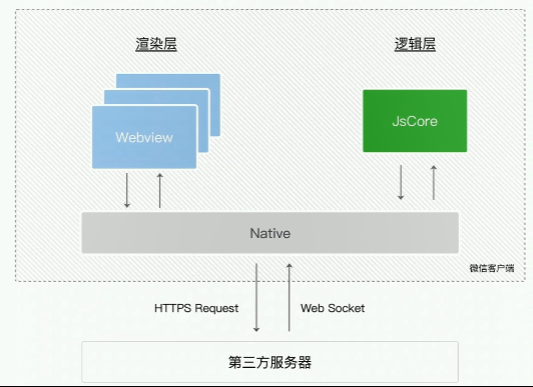 渲染层
逻辑层
Webview
JsCore
Native
微信客户端
HTTPS Request
Web Socket
第三方服务器